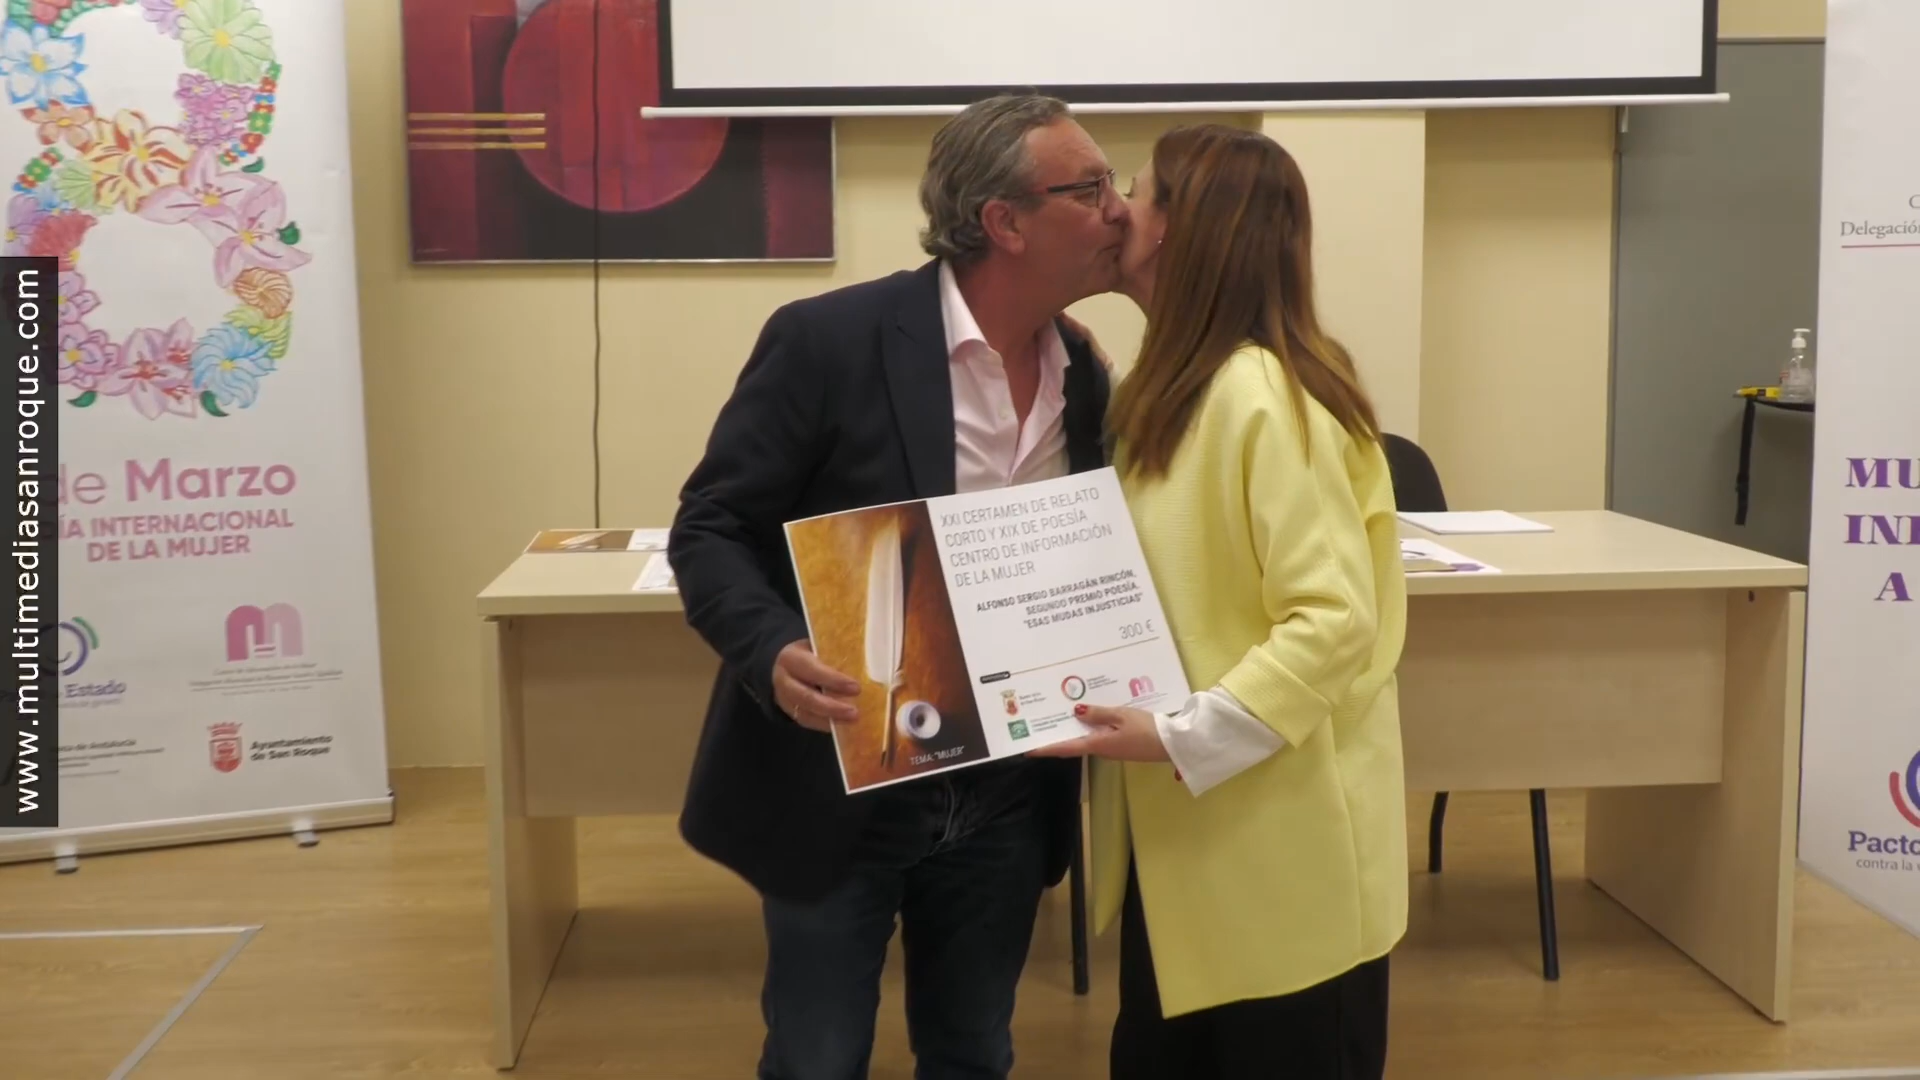 www.multimediasanroque.com
de Marzo
DÍA INTERNACIONAL
DE LA MUJER
Estado
Ayuntamiento
de San Roque
XXI CERTAMEN DE RELATO
CORTO Y XIX DE POESÍA
CENTRO DE INFORMACIÓN
DE LA MUJER
ALFONSO SERGIO BARRAGÁN RINCÓN,
SEGUNDO PREMIO POESÍA.
"ESAS MUDAS INJUSTICIAS"
300 €
TEMA: "MUJER"
Delegación
MU
IN
A
Pacto
contra la